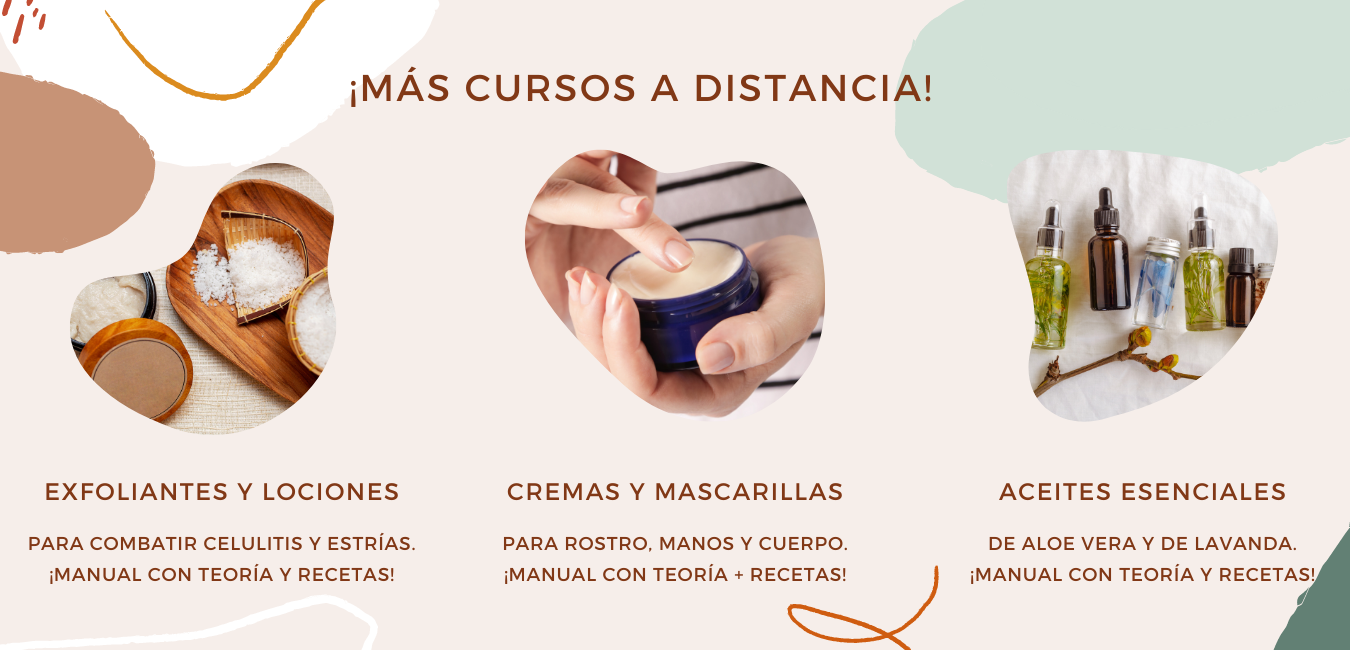 ¡MÁS CURSOS A DISTANCIA!
EXFOLIANTES Y LOCIONES
PARA COMBATIR CELULITIS Y ESTRÍAS.
¡MANUAL CON TEORÍA Y RECETAS!
CREMAS Y MASCARILLAS
PARA ROSTRO, MANOS Y CUERPO.
¡MANUAL CON TEORÍA + RECETAS!
ACEITES ESENCIALES
DE ALOE VERA Y DE LAVANDA.
¡MANUAL CON TEORÍA Y RECETAS!